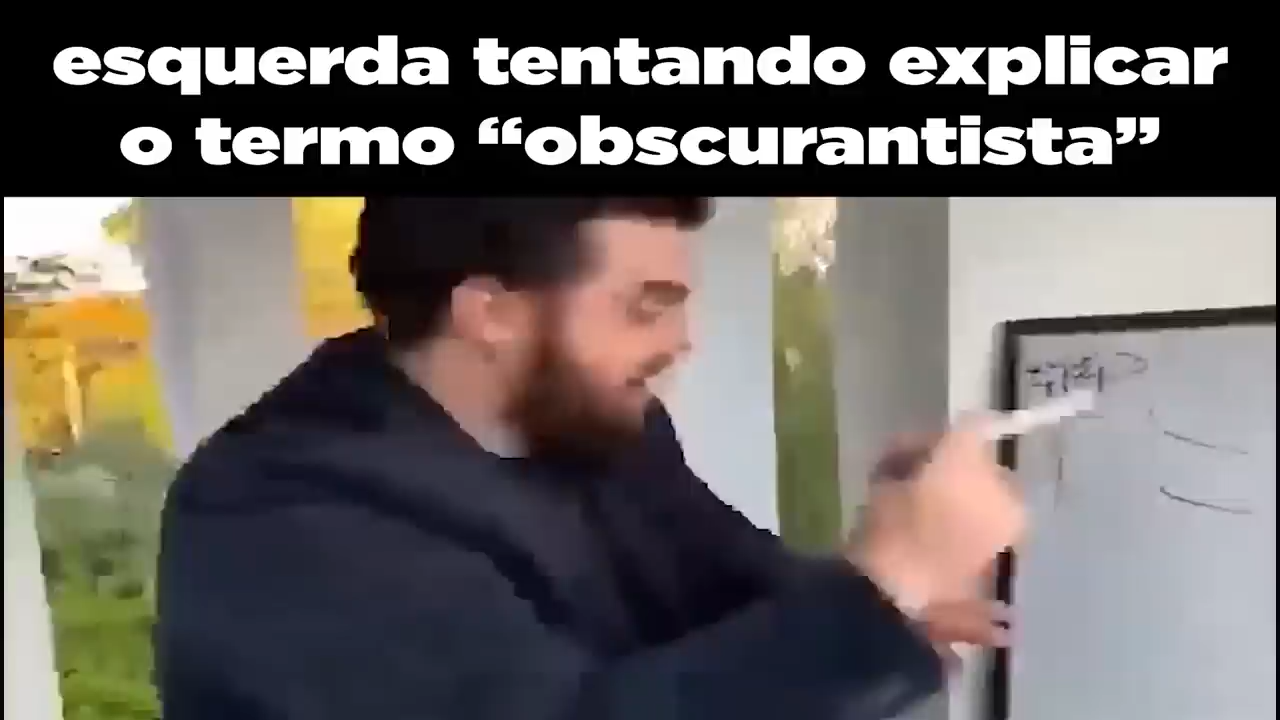 esquerda tentando explicar
o termo “obscurantista”